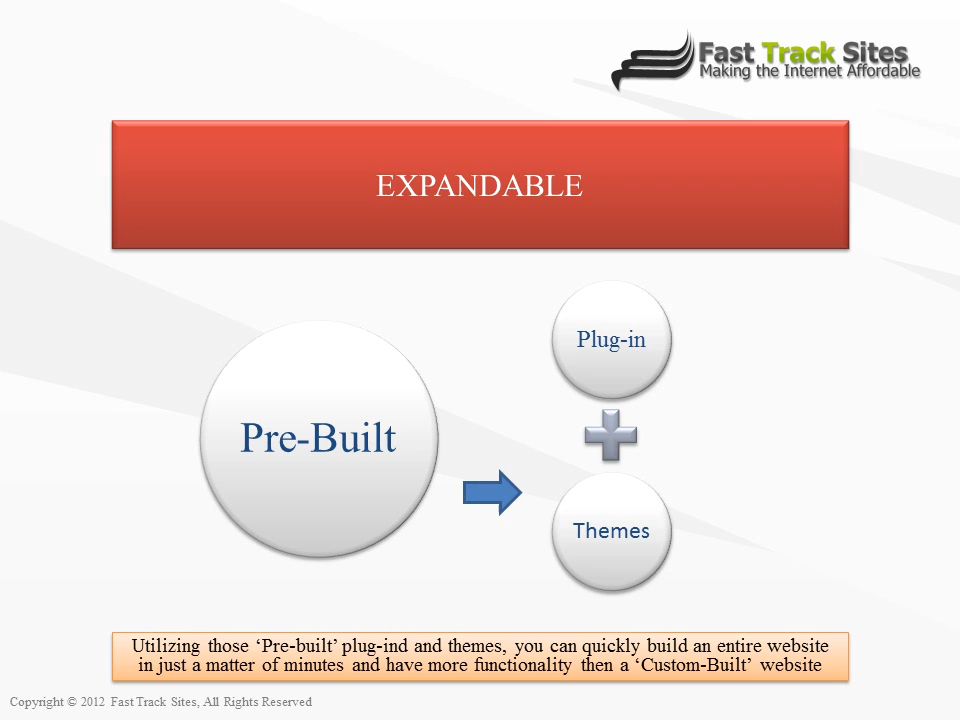 Fast Track Sites
Making the Internet Affordable
EXPANDABLE
Plug-in
Pre-Built
Themes
Utilizing those ‘Pre-built’ plug-ind and themes, you can quickly build an entire website
in just a matter of minutes and have more functionality then a ‘Custom-Built’ website
Copyright © 2012 Fast Track Sites, All Rights Reserved